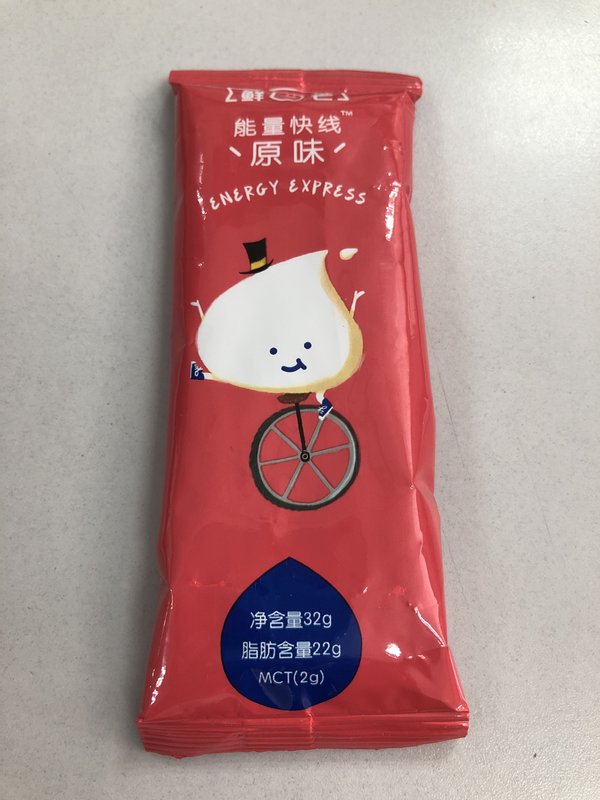 能量快线™
原味
ENERGY EXPRESS
净含量32g
脂肪含量22g
MCT(2g)